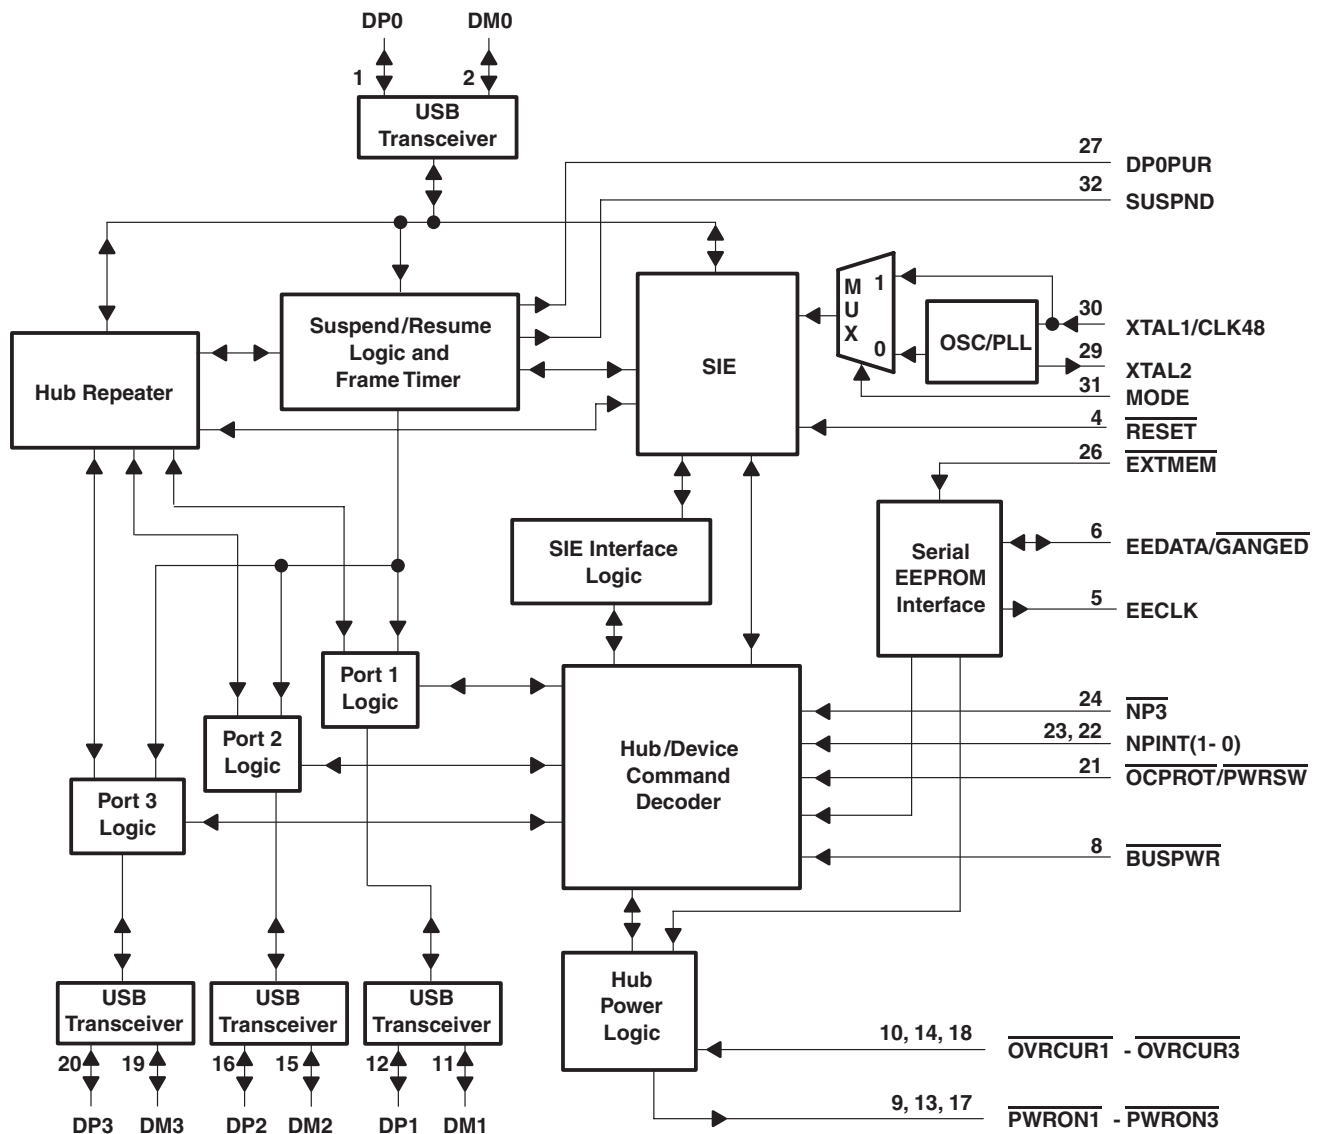 DP0 DM0
1 2
USB
Transceiver
27
DP0PUR
32
SUSPND
Suspend/Resume
Logic and
Frame Timer
Hub Repeater
SIE
MUX
1
0
OSC/PLL
30
XTAL1/CLK48
29
XTAL2
31
MODE
4
RESET
26
EXTMEM
SIE Interface
Logic
Serial
EEPROM
Interface
6
EEDATA/GANGED
5
EECLK
Port 1
Logic
Port 2
Logic
Port 3
Logic
Hub/Device
Command
Decoder
24
NP3
23, 22
NPINT(1- 0)
21
OCPROT/PWRSW
8
BUSPWR
USB
Transceiver
USB
Transceiver
USB
Transceiver
20 19 16 15 12 11
DP3 DM3 DP2 DM2 DP1 DM1
Hub
Power
Logic
10, 14, 18
OVRCUR1 - OVRCUR3
9, 13, 17
PWRON1 - PWRON3